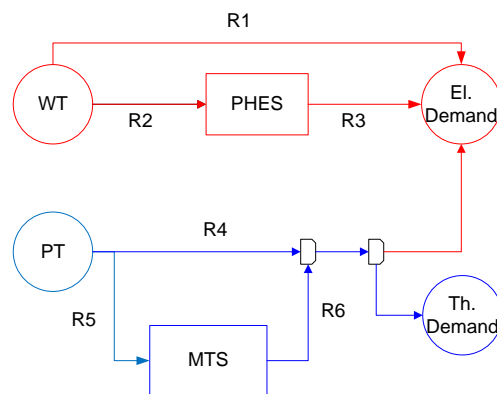 R1
WT
R2
PHES
R3
El.
Demand
PT
R4
R5
MTS
R6
Th.
Demand